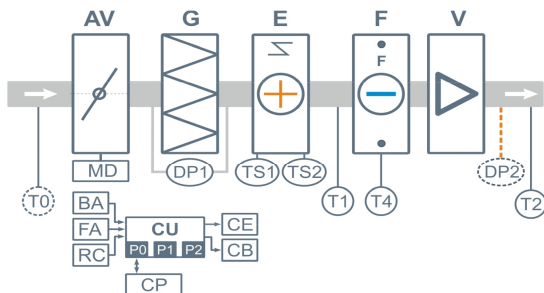 AV G E F V
F
MD DP1 TS1 TS2 DP2
T0 T1 T4 T2
BA
FA
RC
CU
P0 P1 P2
CE
CB
CP